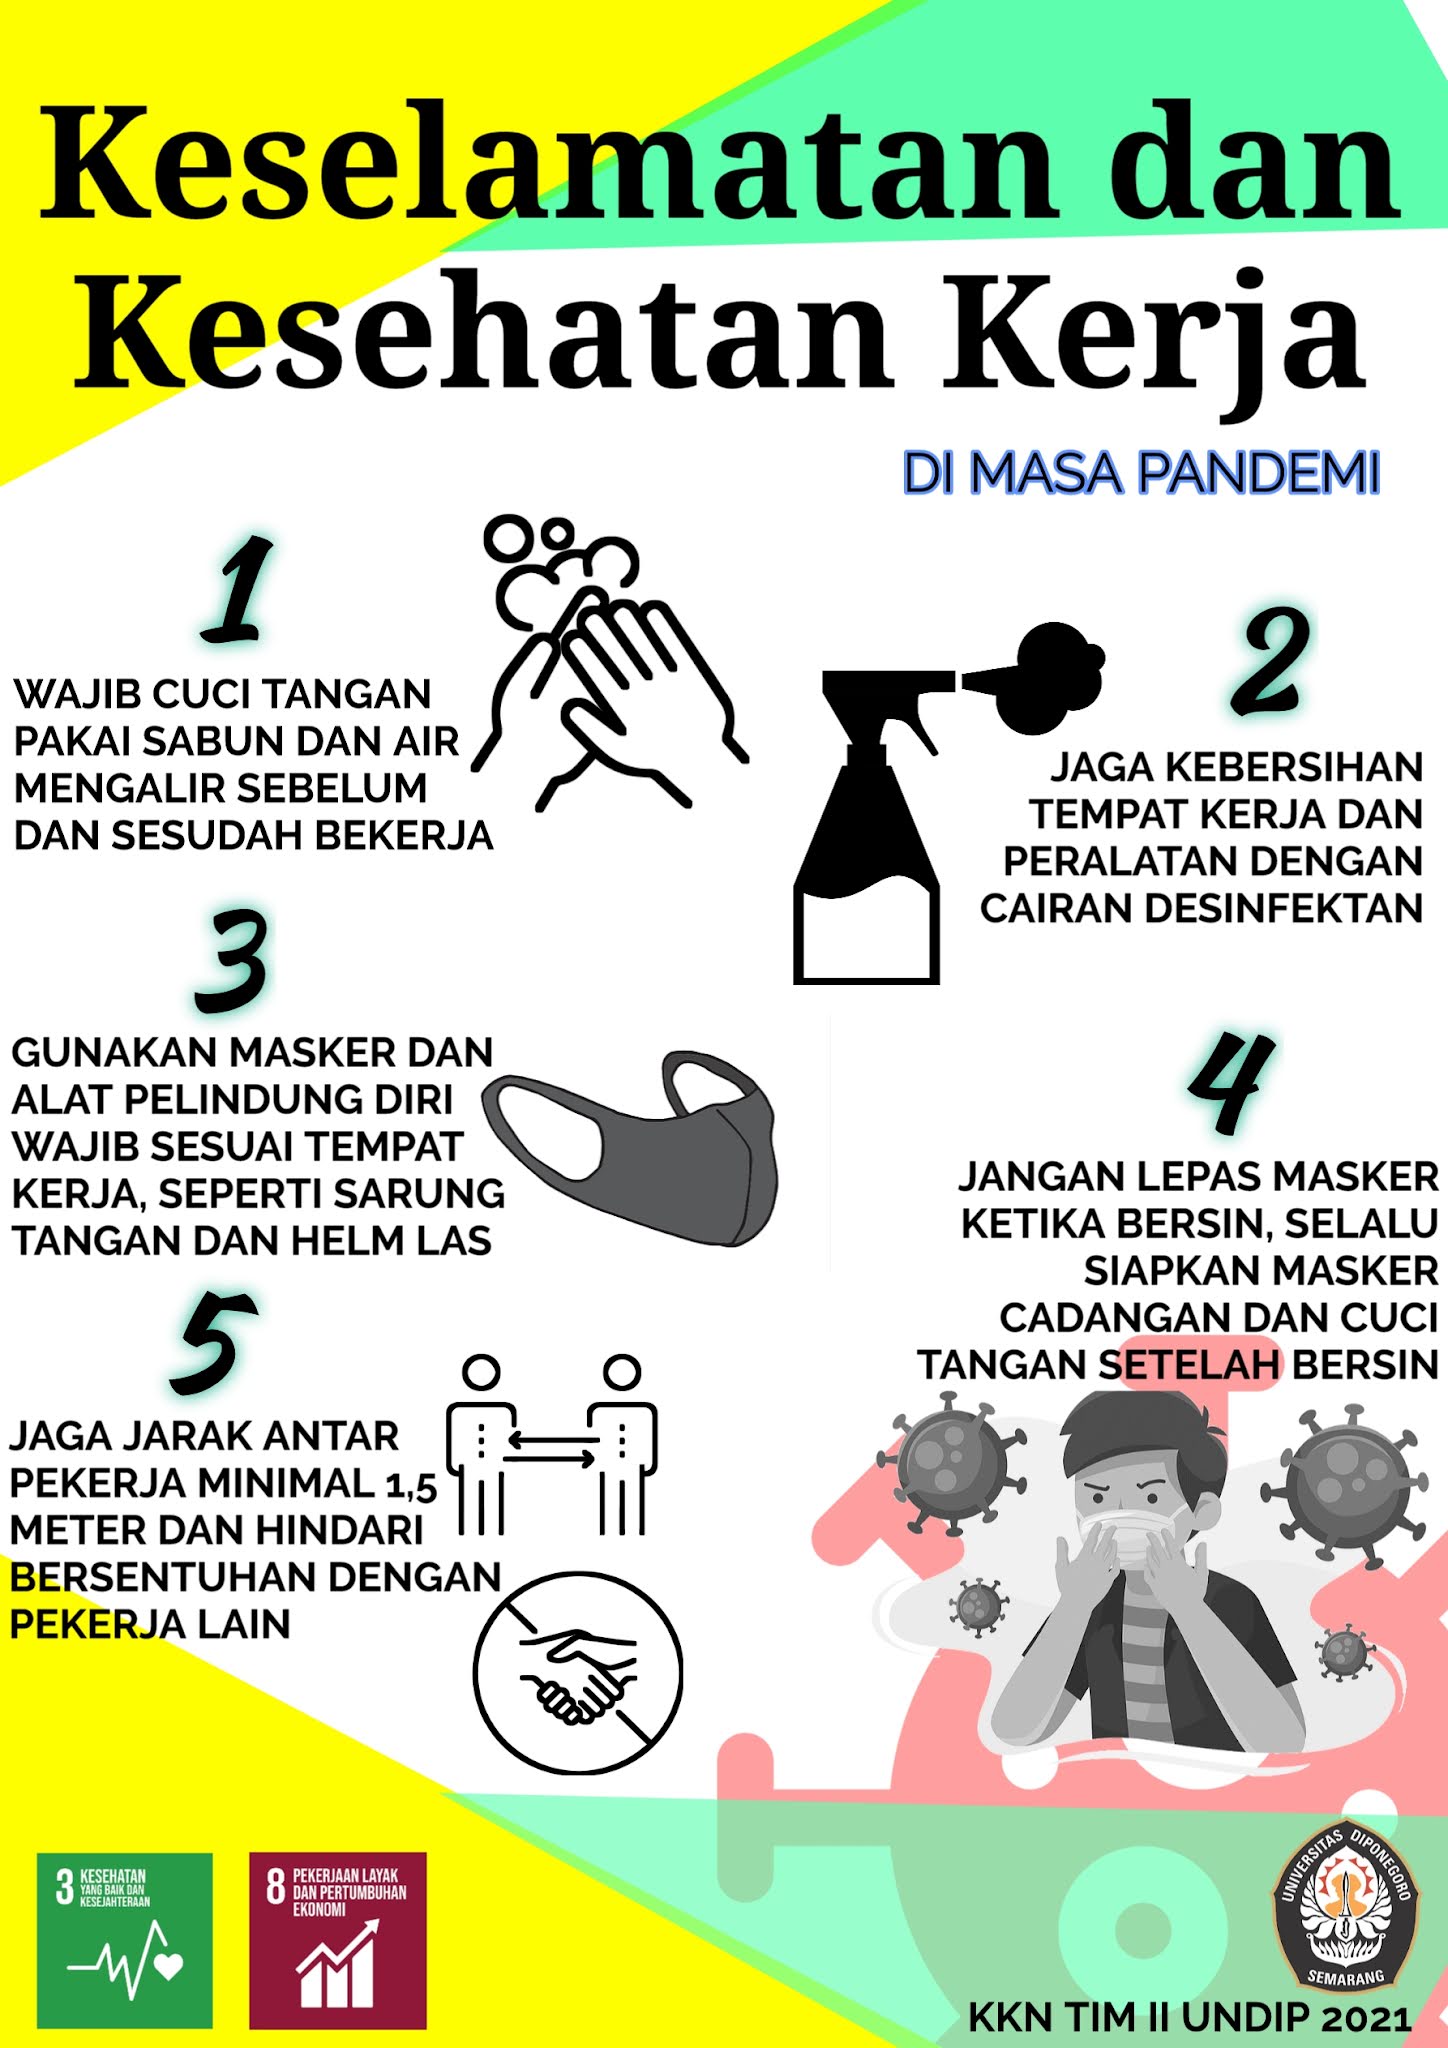 Keselamatan dan
Kesehatan Kerja
DI MASA PANDEMI
1
WAJIB CUCI TANGAN
PAKAI SABUN DAN AIR
MENGALIR SEBELUM
DAN SESUDAH BEKERJA
2
JAGA KEBERSIHAN
TEMPAT KERJA DAN
PERALATAN DENGAN
CAIRAN DESINFEKTAN
3
GUNAKAN MASKER DAN
ALAT PELINDUNG DIRI
WAJIB SESUAI TEMPAT
KERJA, SEPERTI SARUNG
TANGAN DAN HELM LAS
4
JANGAN LEPAS MASKER
KETIKA BERSIN, SELALU
SIAPKAN MASKER
CADANGAN DAN CUCI
TANGAN SETELAH BERSIN
5
JAGA JARAK ANTAR
PEKERJA MINIMAL 1,5
METER DAN HINDARI
BERSENTUHAN DENGAN
PEKERJA LAIN
3 KESEHATAN
YANG BAIK DAN
KESEJAHTERAAN
8 PEKERJAAN LAYAK
DAN PERTUMBUHAN
EKONOMI
UNIVERSITAS DIPONEGORO
SEMARANG
KKN TIM II UNDIP 2021